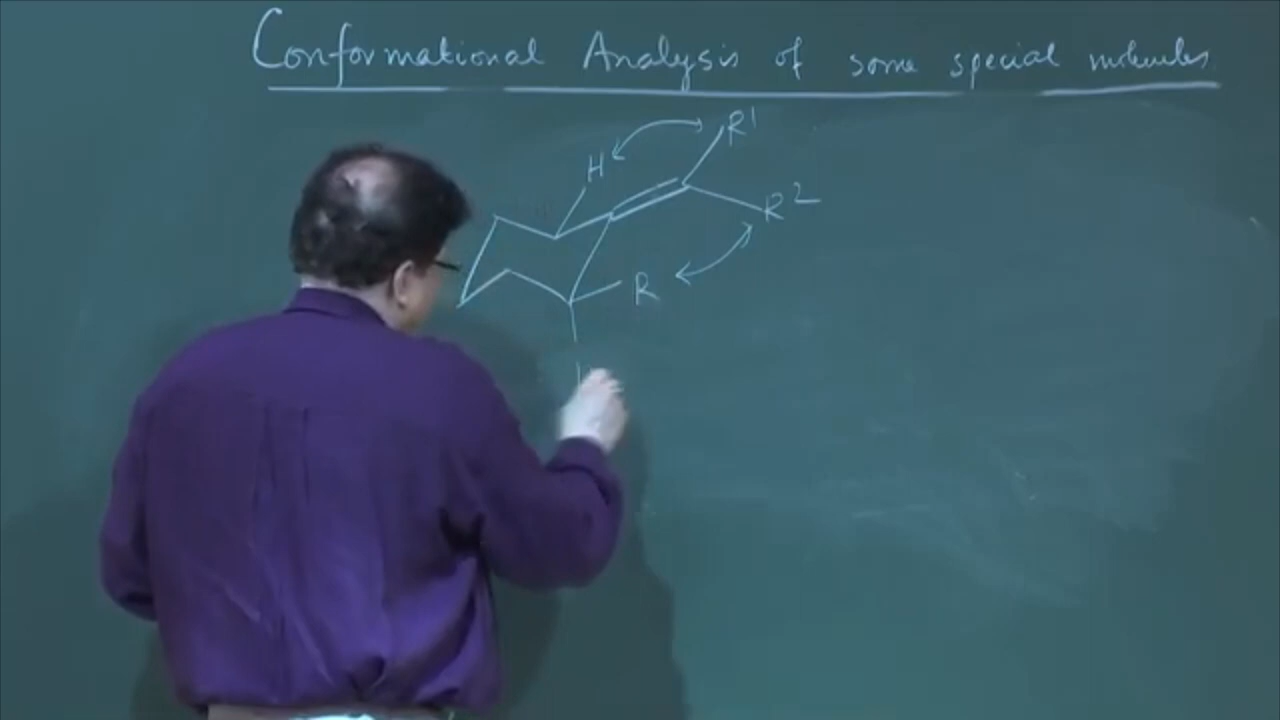 Conformational Analysis of some special molecules
R¹
H
R²
R